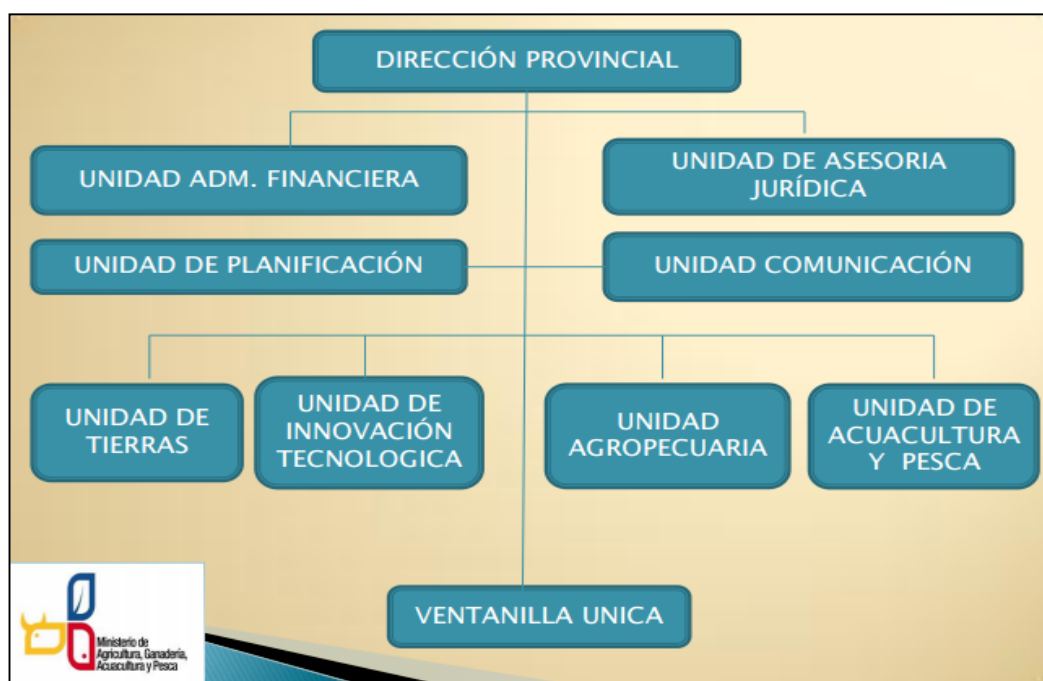 DIRECCIÓN PROVINCIAL
UNIDAD ADM. FINANCIERA
UNIDAD DE ASESORIA
JURÍDICA
UNIDAD DE PLANIFICACIÓN
UNIDAD COMUNICACIÓN
UNIDAD DE
TIERRAS
UNIDAD DE
INNOVACIÓN
TECNOLOGICA
UNIDAD
AGROPECUARIA
UNIDAD DE
ACUACULTURA
Y PESCA
VENTANILLA UNICA
Ministerio de
Agricultura, Ganadería,
Acuacultura y Pesca